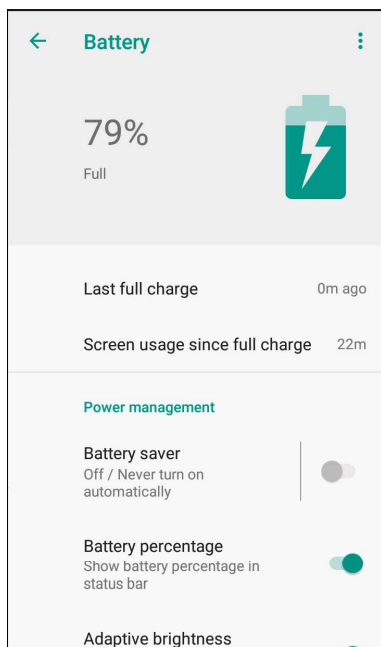 Battery
79%
Full
Last full charge 0m ago
Screen usage since full charge 22m
Power management
Battery saver
Off / Never turn on
automatically
Battery percentage
Show battery percentage in
status bar
Adaptive brightness